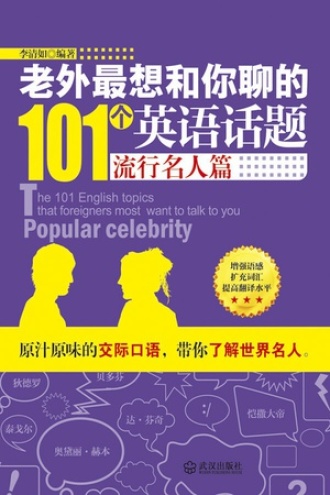 李清如◎编著
老外最想和你聊的
101个英语话题
流行名人篇
The 101 English topics
that foreigners most want to talk to you
Popular celebrity
增强语感
扩充词汇
提高翻译水平
★★★
原汁原味的交际口语，带你了解世界名人。
狄德罗
贝多芬
泰戈尔
达·芬奇
凯撒大帝
奥黛丽·赫本
武汉出版社